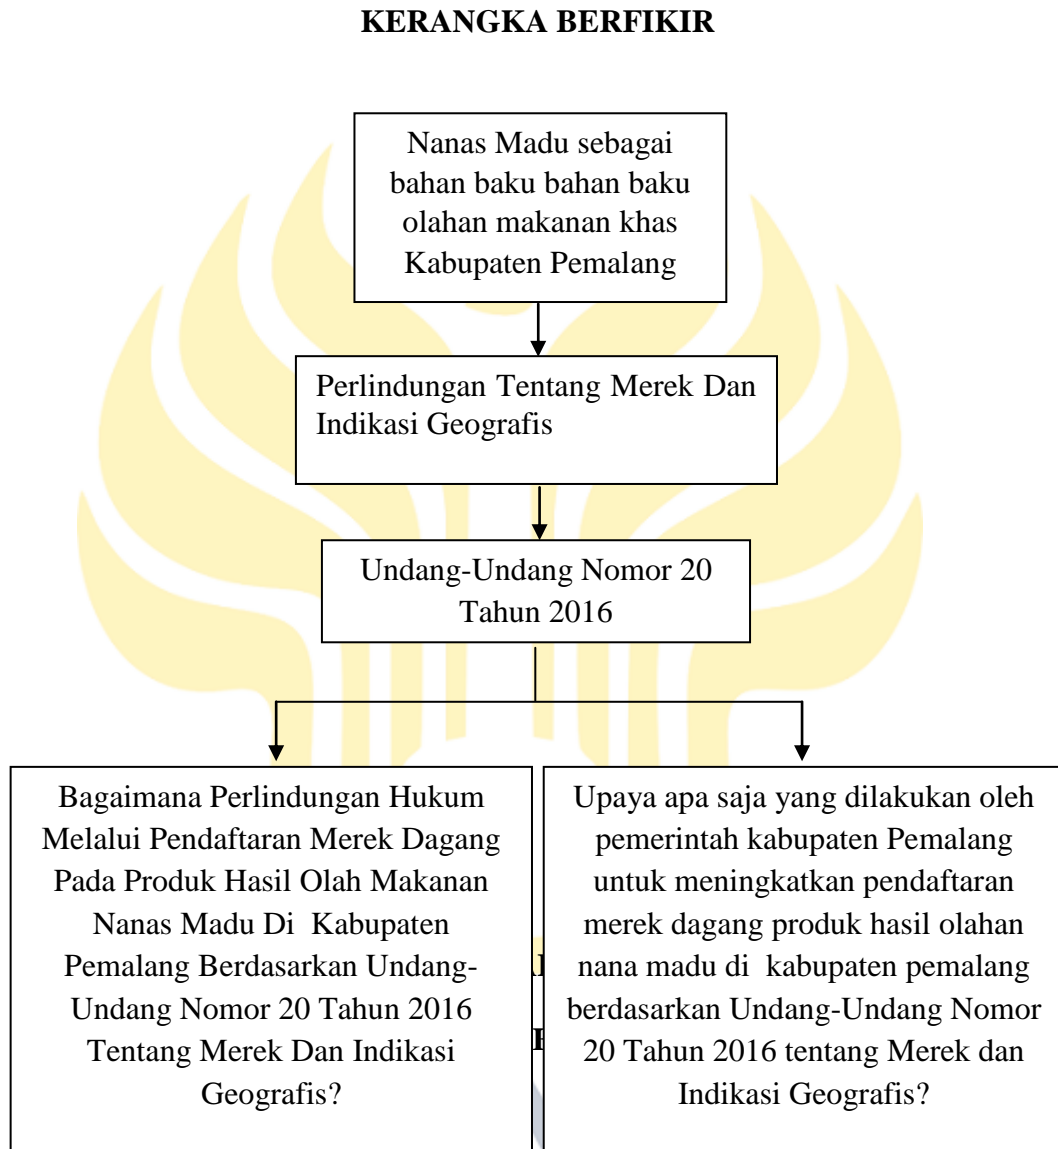 KERANGKA BERFIKIR
Nanas Madu sebagai
bahan baku bahan baku
olahan makanan khas
Kabupaten Pemalang
Perlindungan Tentang Merek Dan
Indikasi Geografis
Undang-Undang Nomor 20
Tahun 2016
Bagaimana Perlindungan Hukum
Melalui Pendaftaran Merek Dagang
Pada Produk Hasil Olah Makanan
Nanas Madu Di Kabupaten
Pemalang Berdasarkan Undang-
Undang Nomor 20 Tahun 2016
Tentang Merek Dan Indikasi
Geografis?
Upaya apa saja yang dilakukan oleh
pemerintah kabupaten Pemalang
untuk meningkatkan pendaftaran
merek dagang produk hasil olahan
nana madu di kabupaten pemalang
berdasarkan Undang-Undang Nomor
20 Tahun 2016 tentang Merek dan
Indikasi Geografis?